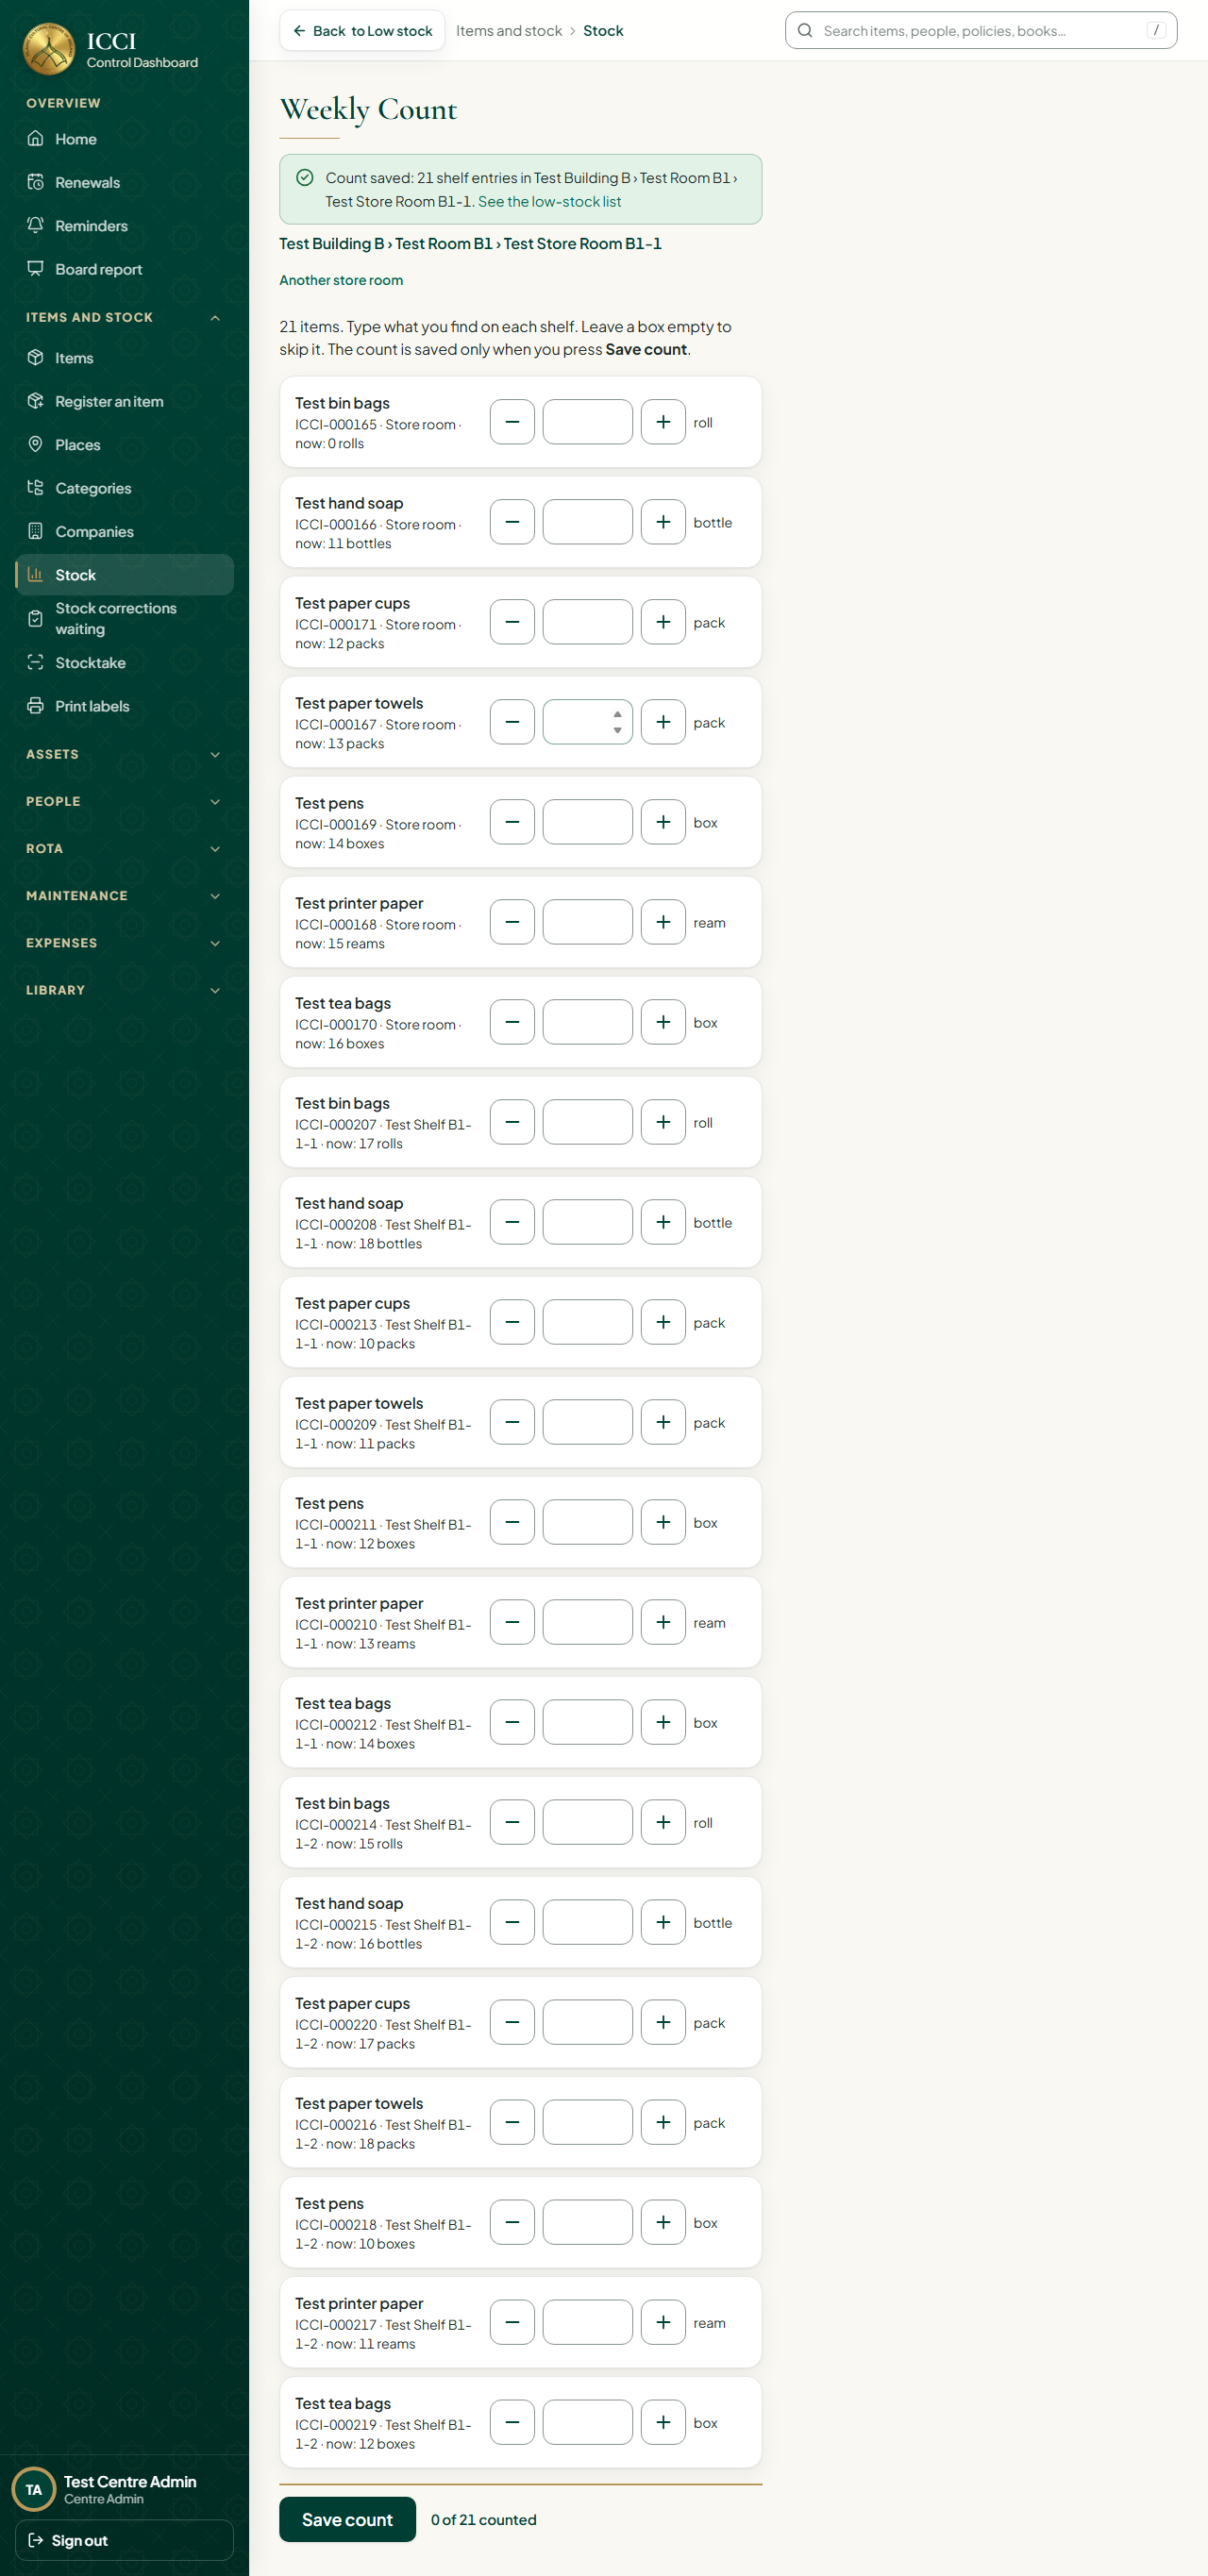 ICCI
Control Dashboard
OVERVIEW
Home
Renewals
Reminders
Board report
ITEMS AND STOCK
Items
Register an item
Places
Categories
Companies
Stock
Stock corrections
waiting
Stocktake
Print labels
ASSETS
PEOPLE
ROTA
MAINTENANCE
EXPENSES
LIBRARY
TA
Test Centre Admin
Centre Admin
Sign out
Back to Low stock
Items and stock › Stock
Search items, people, policies, books...
/
Weekly Count
Count saved: 21 shelf entries in Test Building B › Test Room B1 ›
Test Store Room B1-1. See the low-stock list
Test Building B › Test Room B1 › Test Store Room B1-1
Another store room
21 items. Type what you find on each shelf. Leave a box empty to
skip it. The count is saved only when you press Save count.
Test bin bags
ICCI-000165 · Store room ·
now: 0 rolls
roll
Test hand soap
ICCI-000166 · Store room ·
now: 11 bottles
bottle
Test paper cups
ICCI-000171 · Store room ·
now: 12 packs
pack
Test paper towels
ICCI-000167 · Store room ·
now: 13 packs
pack
Test pens
ICCI-000169 · Store room ·
now: 14 boxes
box
Test printer paper
ICCI-000168 · Store room ·
now: 15 reams
ream
Test tea bags
ICCI-000170 · Store room ·
now: 16 boxes
box
Test bin bags
ICCI-000207 · Test Shelf B1-
1-1 · now: 17 rolls
roll
Test hand soap
ICCI-000208 · Test Shelf B1-
1-1 · now: 18 bottles
bottle
Test paper cups
ICCI-000213 · Test Shelf B1-
1-1 · now: 10 packs
pack
Test paper towels
ICCI-000209 · Test Shelf B1-
1-1 · now: 11 packs
pack
Test pens
ICCI-000211 · Test Shelf B1-
1-1 · now: 12 boxes
box
Test printer paper
ICCI-000210 · Test Shelf B1-
1-1 · now: 13 reams
ream
Test tea bags
ICCI-000212 · Test Shelf B1-
1-1 · now: 14 boxes
box
Test bin bags
ICCI-000214 · Test Shelf B1-
1-2 · now: 15 rolls
roll
Test hand soap
ICCI-000215 · Test Shelf B1-
1-2 · now: 16 bottles
bottle
Test paper cups
ICCI-000220 · Test Shelf B1-
1-2 · now: 17 packs
pack
Test paper towels
ICCI-000216 · Test Shelf B1-
1-2 · now: 18 packs
pack
Test pens
ICCI-000218 · Test Shelf B1-
1-2 · now: 10 boxes
box
Test printer paper
ICCI-000217 · Test Shelf B1-
1-2 · now: 11 reams
ream
Test tea bags
ICCI-000219 · Test Shelf B1-
1-2 · now: 12 boxes
box
Save count
0 of 21 counted